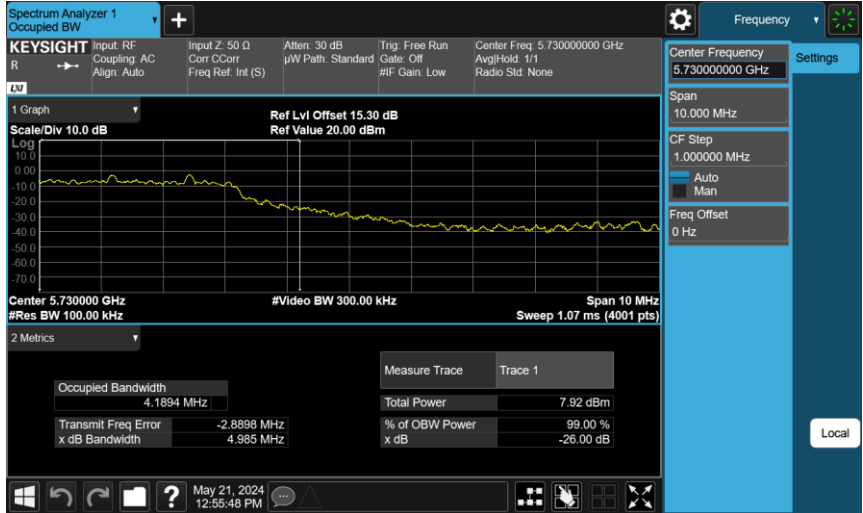 Spectrum Analyzer 1
Occupied BW
Frequency
KEYSIGHT
R
LXI
Input: RF
Coupling: AC
Align: Auto
Input Z: 50 Ω
Corr CCorr
Freq Ref: Int (S)
Atten: 30 dB
µW Path: Standard
Trig: Free Run
Gate: Off
#IF Gain: Low
Center Freq: 5.730000000 GHz
Avg|Hold: 1/1
Radio Std: None
Center Frequency
5.730000000 GHz
Settings
Span
10.000 MHz
CF Step
1.000000 MHz
Auto
Man
Freq Offset
0 Hz
Local
1 Graph
Scale/Div 10.0 dB
Ref Lvl Offset 15.30 dB
Ref Value 20.00 dBm
Log
10.0
0.00
-10.0
-20.0
-30.0
-40.0
-50.0
-60.0
-70.0
Center 5.730000 GHz
#Video BW 300.00 kHz
Span 10 MHz
#Res BW 100.00 kHz
Sweep 1.07 ms (4001 pts)
2 Metrics
Measure Trace
Trace 1
Occupied Bandwidth
4.1894 MHz
Total Power
7.92 dBm
Transmit Freq Error
-2.8898 MHz
% of OBW Power
99.00 %
x dB Bandwidth
4.985 MHz
x dB
-26.00 dB
?
May 21, 2024
12:55:48 PM